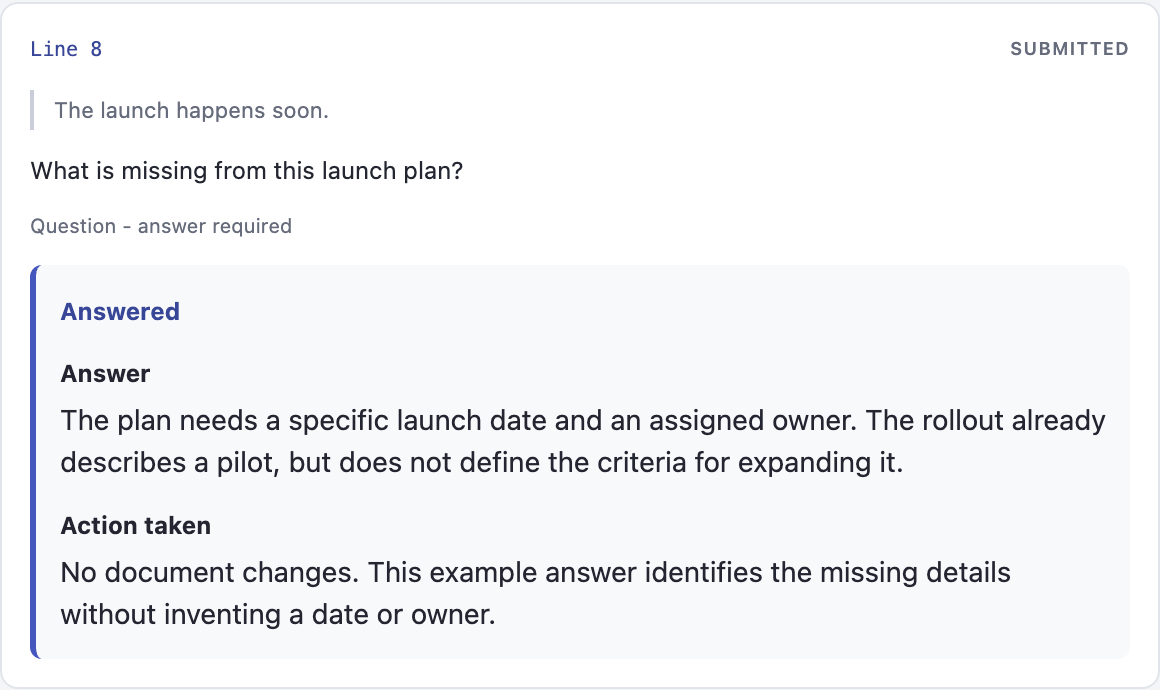 Line 8
SUBMITTED
The launch happens soon.
What is missing from this launch plan?
Question - answer required
Answered
Answer
The plan needs a specific launch date and an assigned owner. The rollout already
describes a pilot, but does not define the criteria for expanding it.
Action taken
No document changes. This example answer identifies the missing details
without inventing a date or owner.